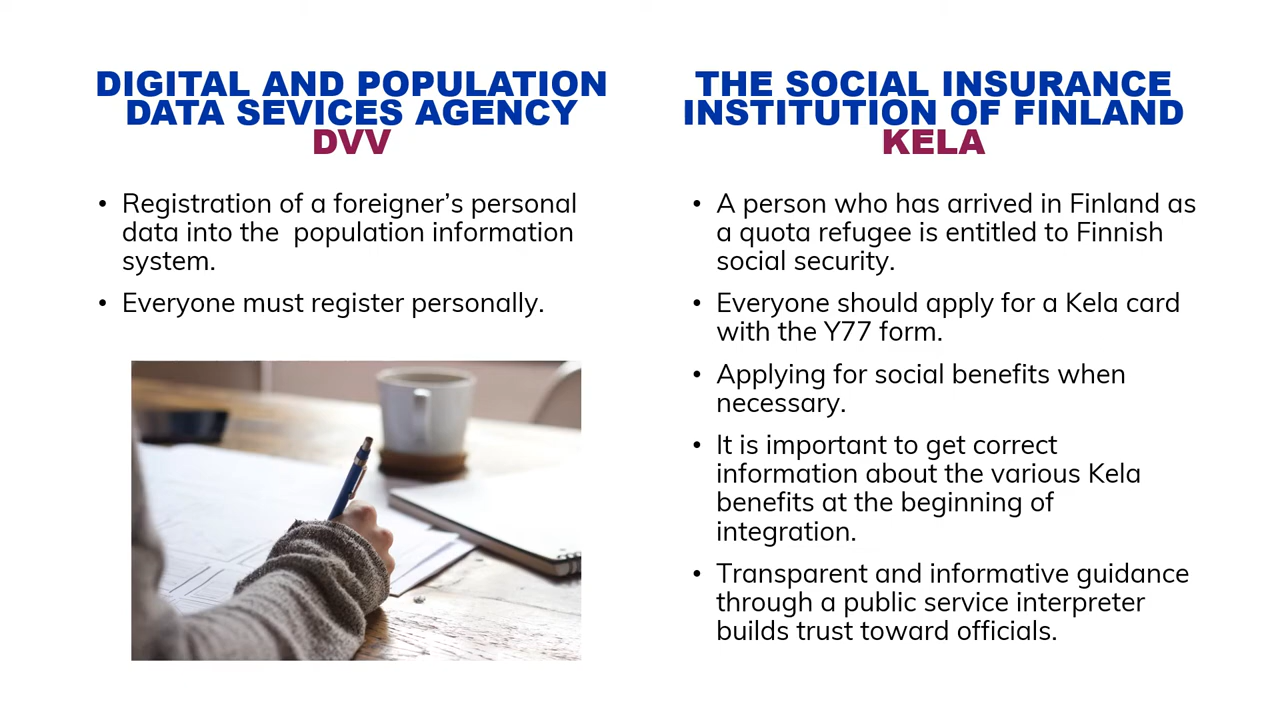 DIGITAL AND POPULATION
DATA SEVICES AGENCY
DVV
• Registration of a foreigner’s personal
data into the  population information
system.
• Everyone must register personally.
THE SOCIAL INSURANCE
INSTITUTION OF FINLAND
KELA
• A person who has arrived in Finland as
a quota refugee is entitled to Finnish
social security.
• Everyone should apply for a Kela card
with the Y77 form.
• Applying for social benefits when
necessary.
• It is important to get correct
information about the various Kela
benefits at the beginning of
integration.
• Transparent and informative guidance
through a public service interpreter
builds trust toward officials.